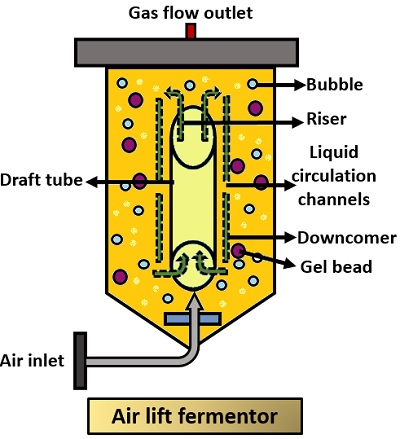 Gas flow outlet
Bubble
Riser
Liquid
circulation
channels
Draft tube
Downcomer
Gel bead
Air inlet
Air lift fermentor